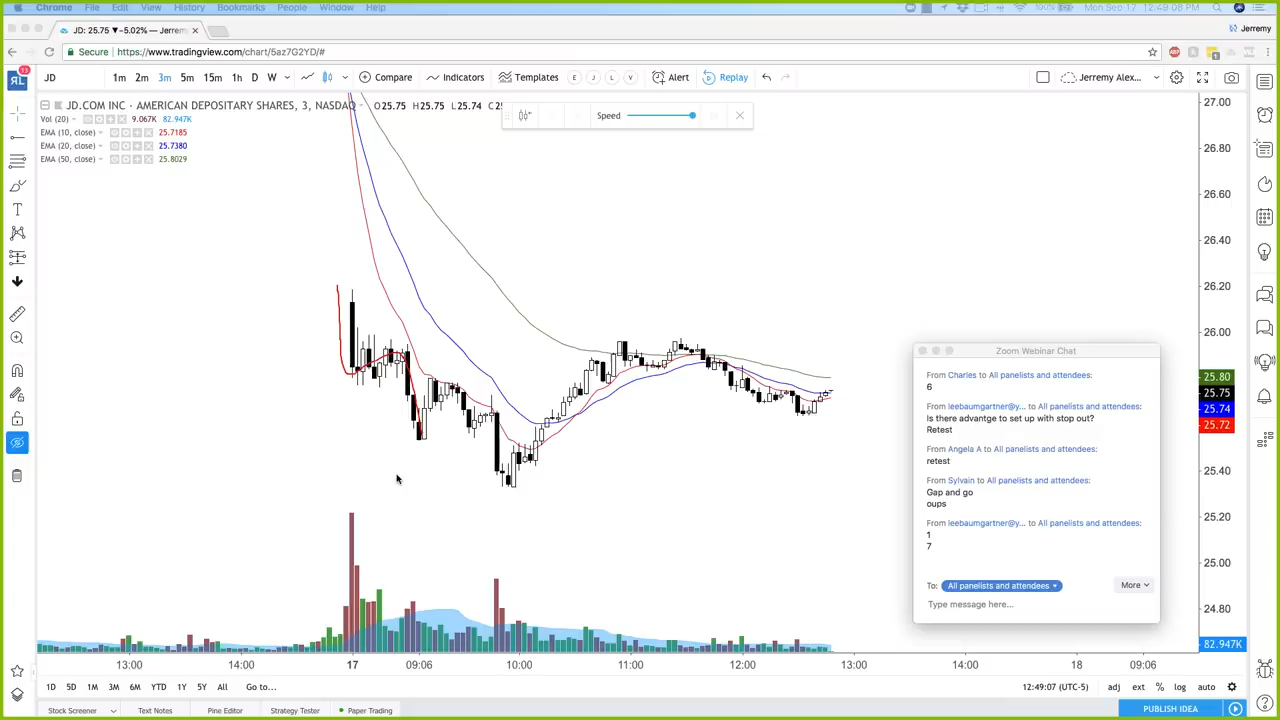 Chrome File Edit View History Bookmarks People Window Help
100% Mon Sep 17 12:49:08 PM
JD: 25.75 ▼−5.02% — Jerrem
Jerremy
Secure https://www.tradingview.com/chart/5az7G2YD/#
JD 1m 2m 3m 5m 15m 1h D W Compare Indicators Templates E J L V Alert Replay Jeremy Alex...
JD.COM INC - AMERICAN DEPOSITARY SHARES, 3, NASDAQ O25.75 H25.75 L25.74 C2
Speed
Vol (20) 9.067K 82.947K
EMA (10, close) 25.7185
EMA (20, close) 25.7380
EMA (50, close) 25.8029
27.00
26.80
26.60
26.40
26.20
26.00
25.80
25.75
25.74
25.72
25.40
25.20
25.00
24.80
82.947K
Zoom Webinar Chat
From Charles to All panelists and attendees:
6
From leebaumgartner@y... to All panelists and attendees:
Is there advantge to set up with stop out?
Retest
From Angela A to All panelists and attendees:
retest
From Sylvain to All panelists and attendees:
Gap and go
oups
From leebaumgartner@y... to All panelists and attendees:
1
7
To: All panelists and attendees
More
Type message here...
13:00 14:00 17 09:06 10:00 11:00 12:00 13:00 14:00 18 09:06
1D 5D 1M 3M 6M YTD 1Y 5Y All Go to... 12:49:07 (UTC-5) adj ext % log auto
Stock Screener Text Notes Pine Editor Strategy Tester Paper Trading PUBLISH IDEA